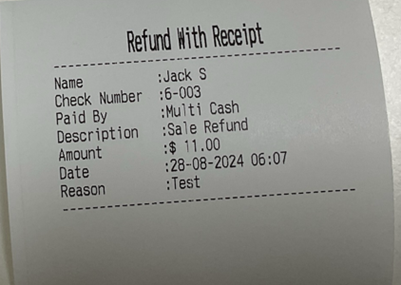 Refund With Receipt
Name :Jack S
Check Number :6-003
Paid By :Multi Cash
Description :Sale Refund
Amount :$ 11.00
Date :28-08-2024 06:07
Reason :Test